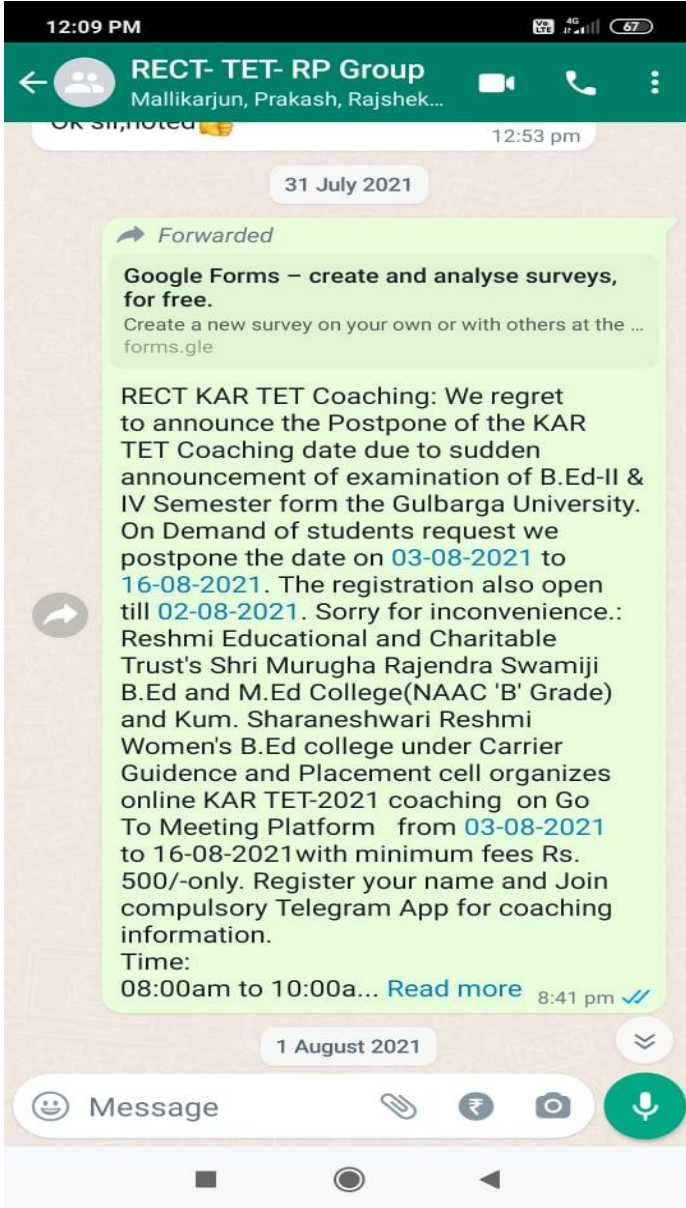 12:09 PM
Vo LTE 4G 67
RECT- TET- RP Group
Mallikarjun, Prakash, Rajshek...
Ok sir,noted
12:53 pm
31 July 2021
Forwarded
Google Forms – create and analyse surveys,
for free.
Create a new survey on your own or with others at the ...
forms.gle
RECT KAR TET Coaching: We regret
to announce the Postpone of the KAR
TET Coaching date due to sudden
announcement of examination of B.Ed-II &
IV Semester form the Gulbarga University.
On Demand of students request we
postpone the date on 03-08-2021 to
16-08-2021. The registration also open
till 02-08-2021. Sorry for inconvenience.:
Reshmi Educational and Charitable
Trust's Shri Murugha Rajendra Swamiji
B.Ed and M.Ed College(NAAC 'B' Grade)
and Kum. Sharaneshwari Reshmi
Women's B.Ed college under Carrier
Guidence and Placement cell organizes
online KAR TET-2021 coaching  on Go
To Meeting Platform   from 03-08-2021
to 16-08-2021with minimum fees Rs.
500/-only. Register your name and Join
compulsory Telegram App for coaching
information.
Time:
08:00am to 10:00a... Read more 8:41 pm
1 August 2021
Message